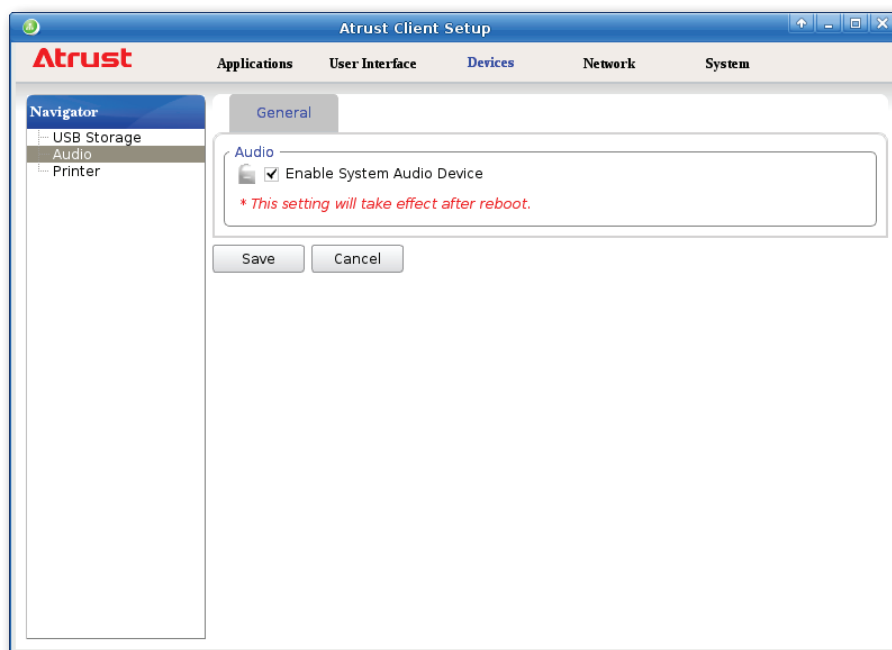 Atrust Client Setup
Atrust
Applications
User Interface
Devices
Network
System
Navigator
USB Storage
Audio
Printer
General
Audio
Enable System Audio Device
* This setting will take effect after reboot.
Save
Cancel